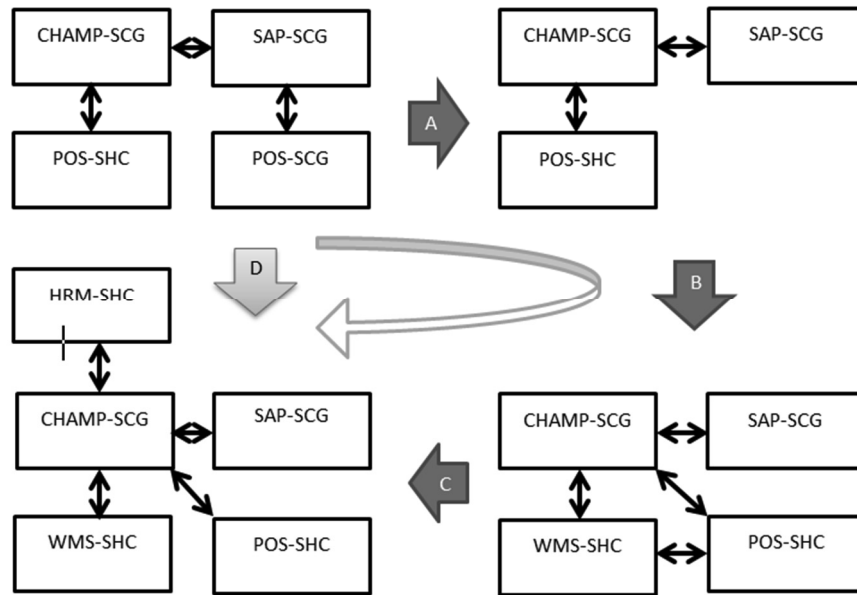 CHAMP-SCG
SAP-SCG
CHAMP-SCG
SAP-SCG
A
POS-SHC
POS-SCG
POS-SHC
D
B
HRM-SHC
CHAMP-SCG
SAP-SCG
CHAMP-SCG
SAP-SCG
C
WMS-SHC
POS-SHC
WMS-SHC
POS-SHC